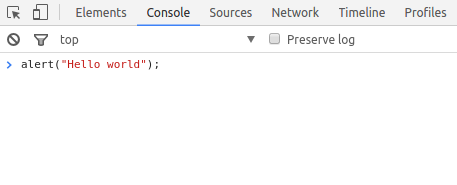 Elements Console Sources Network Timeline Profiles
top Preserve log
alert("Hello world");